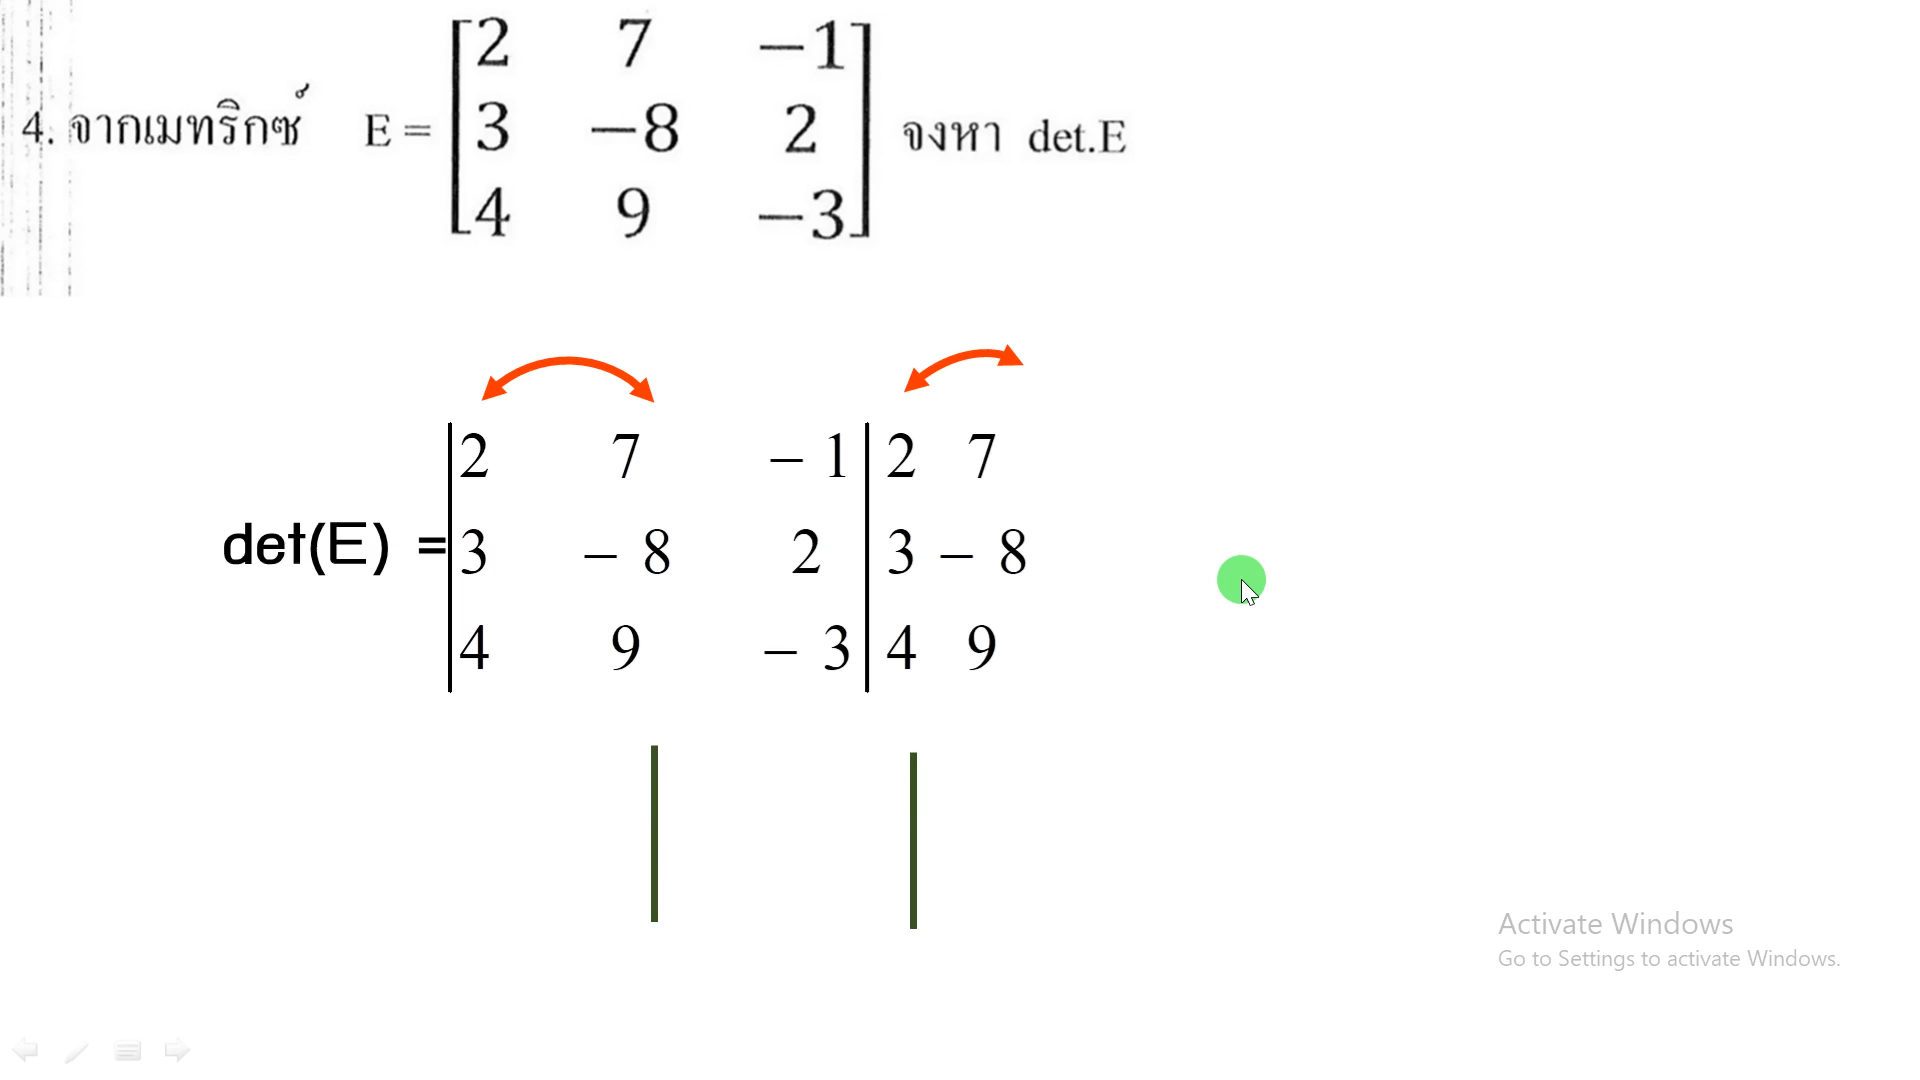 4. จากเมทริกซ์ E = [2 7 −1
3 −8 2
4 9 −3] จงหา det.E
2 7 − 1 2 7
det(E) = 3 − 8 2 3 − 8
4 9 − 3 4 9
Activate Windows
Go to Settings to activate Windows.